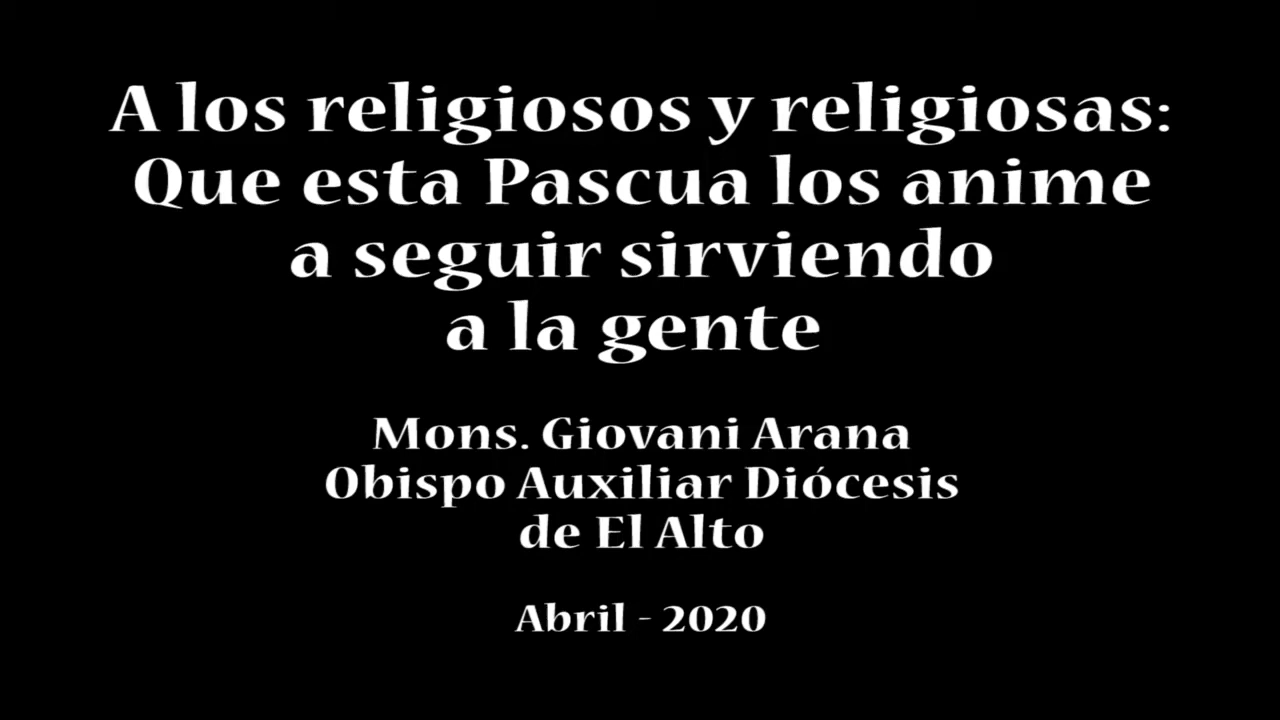 A los religiosos y religiosas:
Que esta Pascua los anime
a seguir sirviendo
a la gente
Mons. Giovani Arana
Obispo Auxiliar Diócesis
de El Alto
Abril - 2020